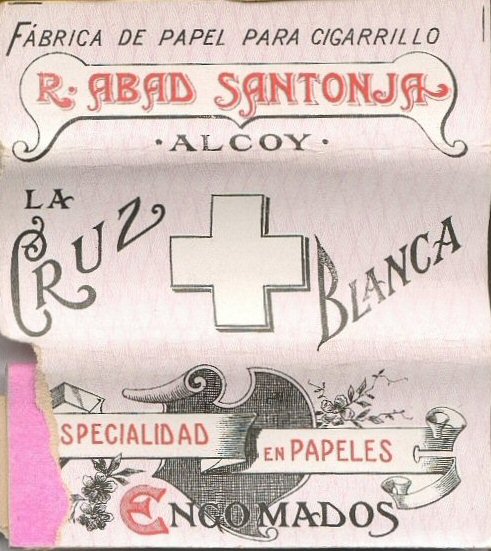 FÁBRICA DE PAPEL PARA CIGARRILLO
R. ABAD SANTONJA
·ALCOY·
LA
CRUZ
BLANCA
SPECIALIDAD
EN PAPELES
ENGOMADOS